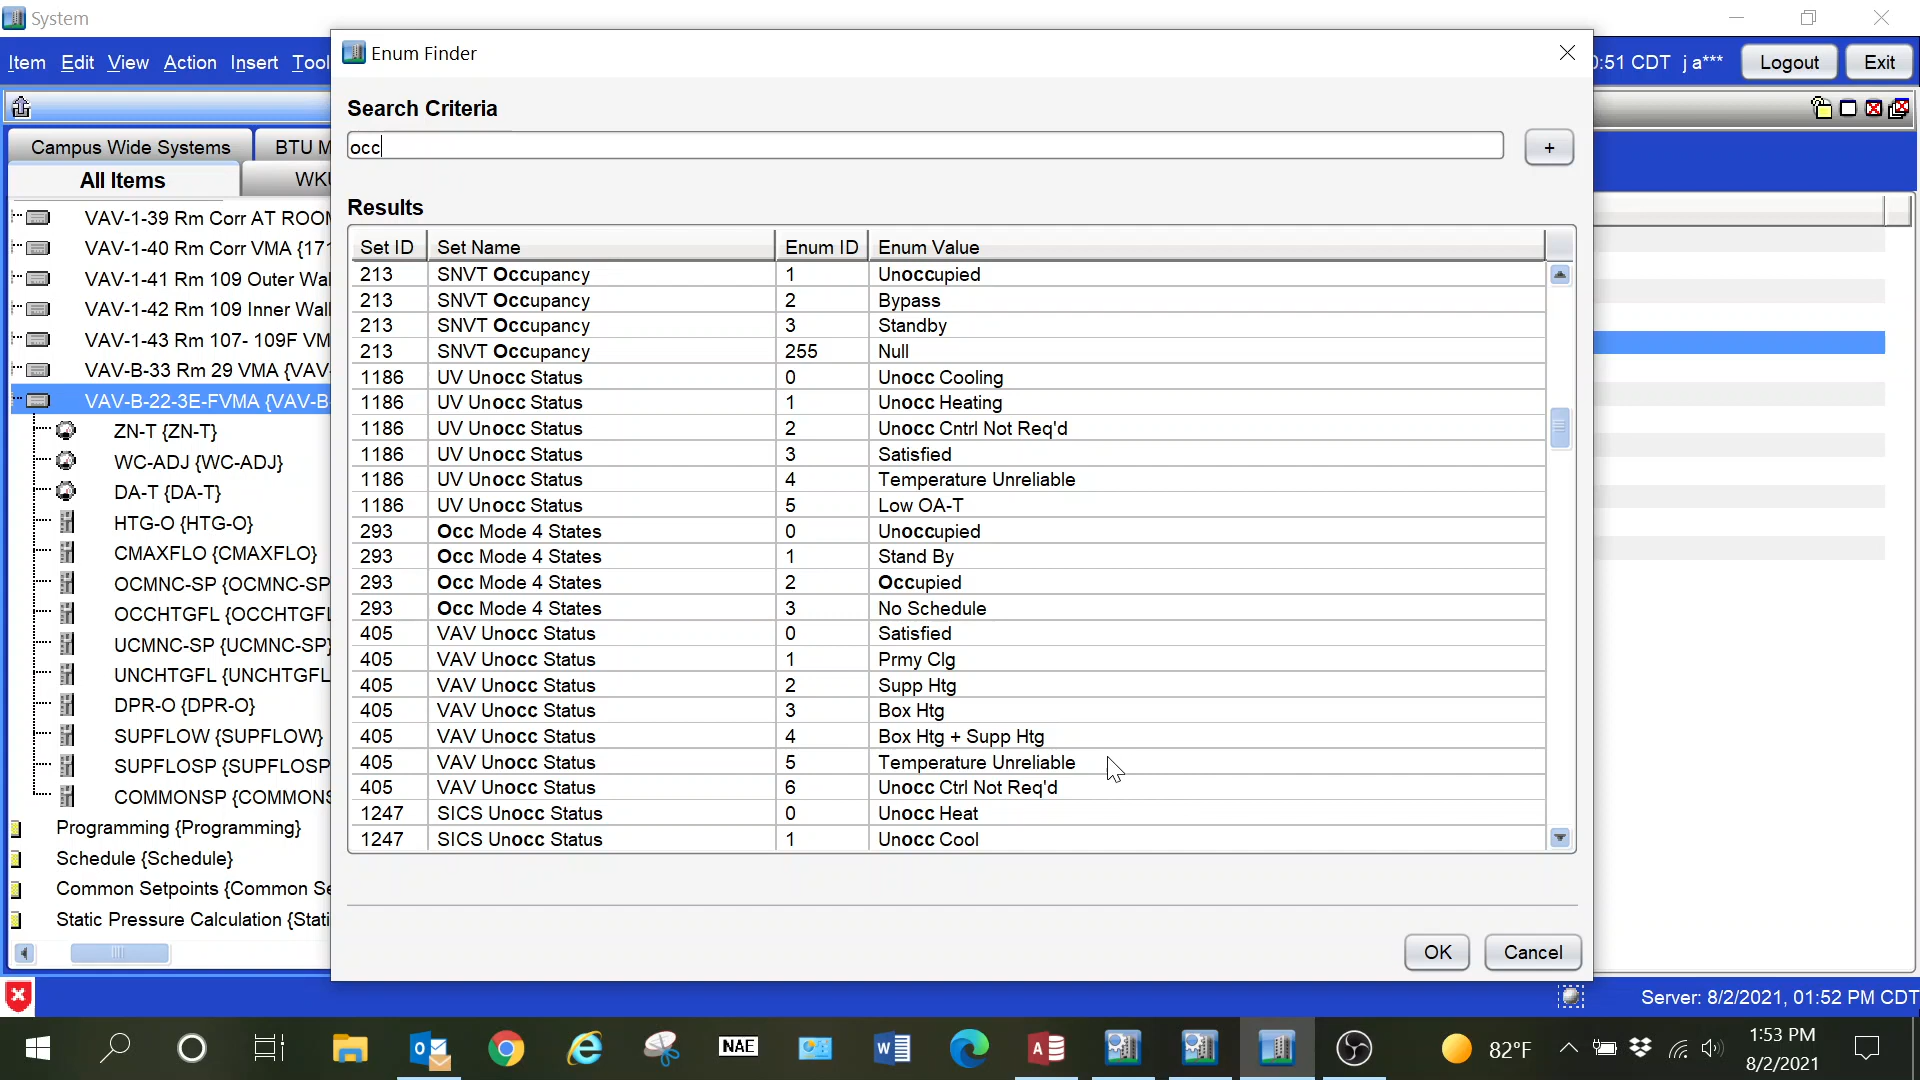 System
Item Edit View Action Insert Tool
Enum Finder
:51 CDT j a*** Logout Exit
Search Criteria
occ
+
Campus Wide Systems BTU M
All Items WKU
VAV-1-39 Rm Corr AT ROOM
VAV-1-40 Rm Corr VMA {171
VAV-1-41 Rm 109 Outer Wal
VAV-1-42 Rm 109 Inner Wall
VAV-1-43 Rm 107- 109F VM
VAV-B-33 Rm 29 VMA {VAV-
VAV-B-22-3E-FVMA {VAV-B-
ZN-T {ZN-T}
WC-ADJ {WC-ADJ}
DA-T {DA-T}
HTG-O {HTG-O}
CMAXFLO {CMAXFLO}
OCMNC-SP {OCMNC-SP
OCCHTGFL {OCCHTGFL
UCMNC-SP {UCMNC-SP}
UNCHTGFL {UNCHTGFL
DPR-O {DPR-O}
SUPFLOW {SUPFLOW}
SUPFLOSP {SUPFLOSP
COMMONSP {COMMONS
Programming {Programming}
Schedule {Schedule}
Common Setpoints {Common Se
Static Pressure Calculation {Stati
Results
Set ID Set Name Enum ID Enum Value
213 SNVT Occupancy 1 Unoccupied
213 SNVT Occupancy 2 Bypass
213 SNVT Occupancy 3 Standby
213 SNVT Occupancy 255 Null
1186 UV Unocc Status 0 Unocc Cooling
1186 UV Unocc Status 1 Unocc Heating
1186 UV Unocc Status 2 Unocc Cntrl Not Req'd
1186 UV Unocc Status 3 Satisfied
1186 UV Unocc Status 4 Temperature Unreliable
1186 UV Unocc Status 5 Low OA-T
293 Occ Mode 4 States 0 Unoccupied
293 Occ Mode 4 States 1 Stand By
293 Occ Mode 4 States 2 Occupied
293 Occ Mode 4 States 3 No Schedule
405 VAV Unocc Status 0 Satisfied
405 VAV Unocc Status 1 Prmy Clg
405 VAV Unocc Status 2 Supp Htg
405 VAV Unocc Status 3 Box Htg
405 VAV Unocc Status 4 Box Htg + Supp Htg
405 VAV Unocc Status 5 Temperature Unreliable
405 VAV Unocc Status 6 Unocc Ctrl Not Req'd
1247 SICS Unocc Status 0 Unocc Heat
1247 SICS Unocc Status 1 Unocc Cool
OK Cancel
Server: 8/2/2021, 01:52 PM CDT
NAE
82°F
1:53 PM
8/2/2021